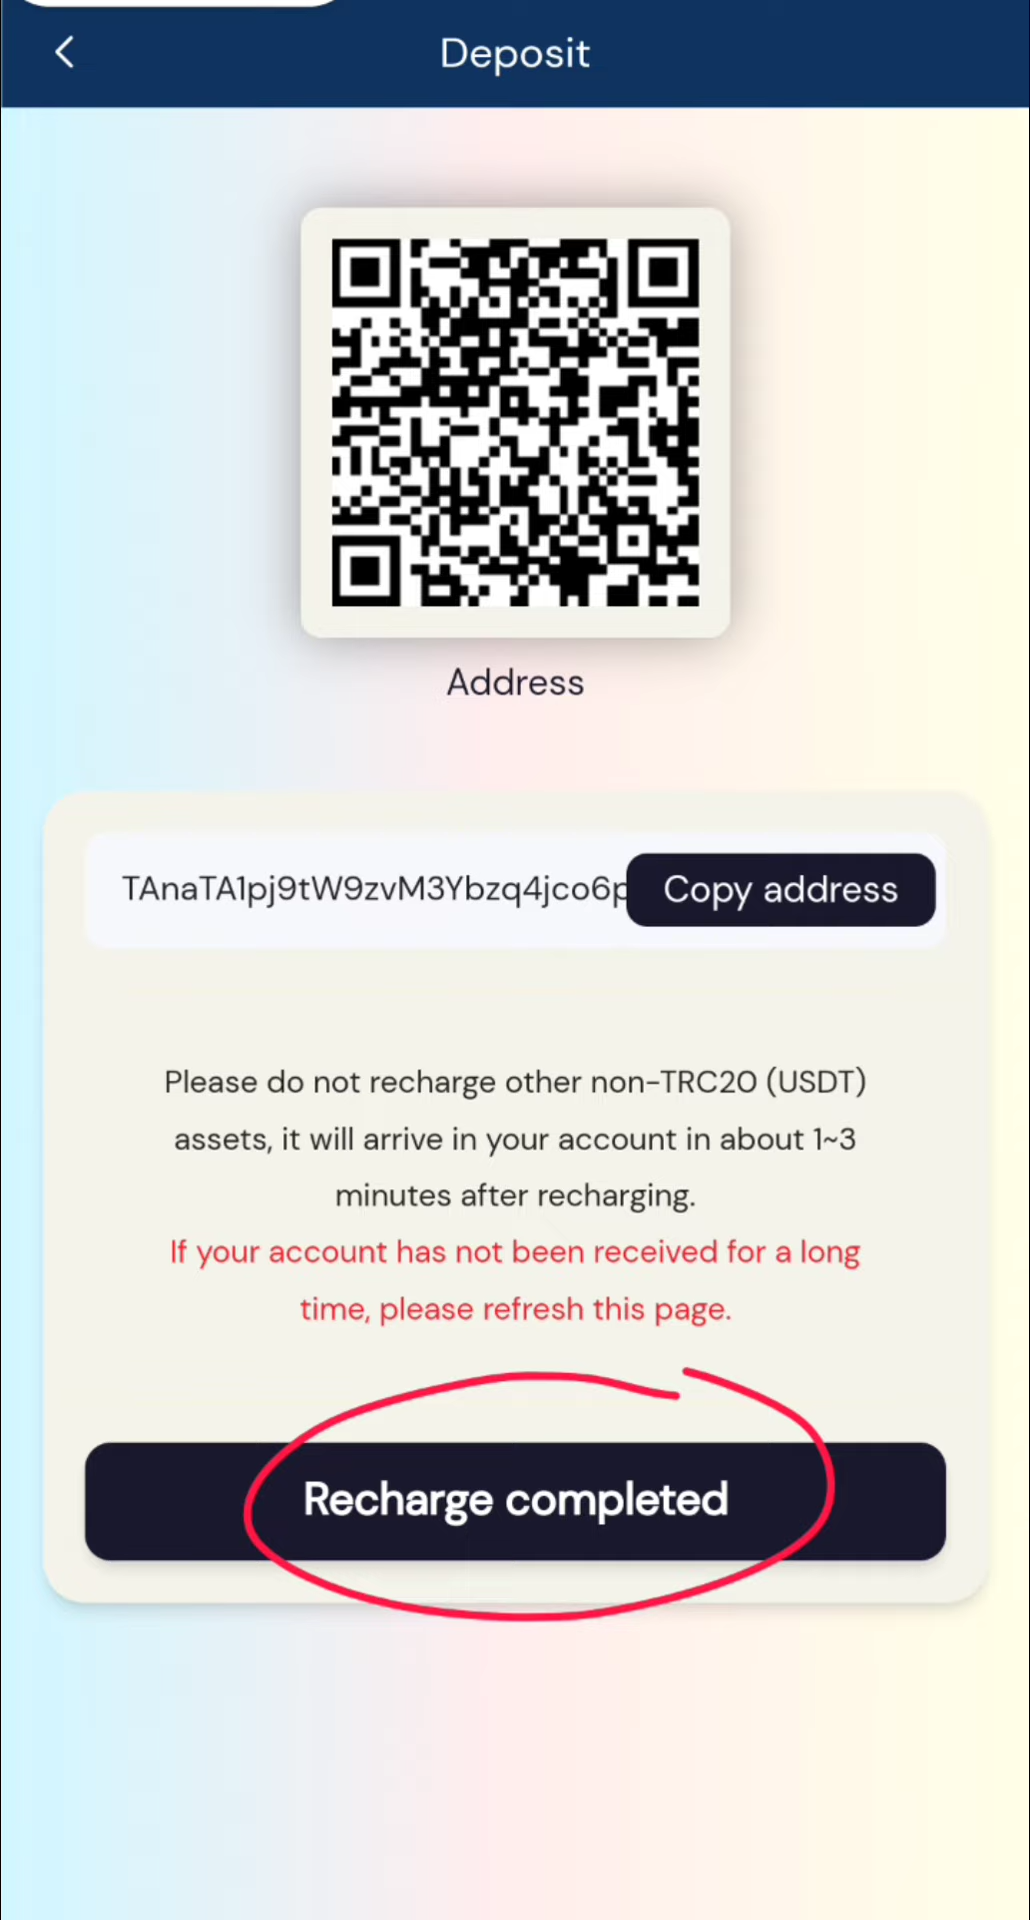 Deposit
Address
TAnaTA1pj9tW9zvM3Ybzq4jco6p
Copy address
Please do not recharge other non-TRC20 (USDT)
assets, it will arrive in your account in about 1~3
minutes after recharging.
If your account has not been received for a long
time, please refresh this page.
Recharge completed